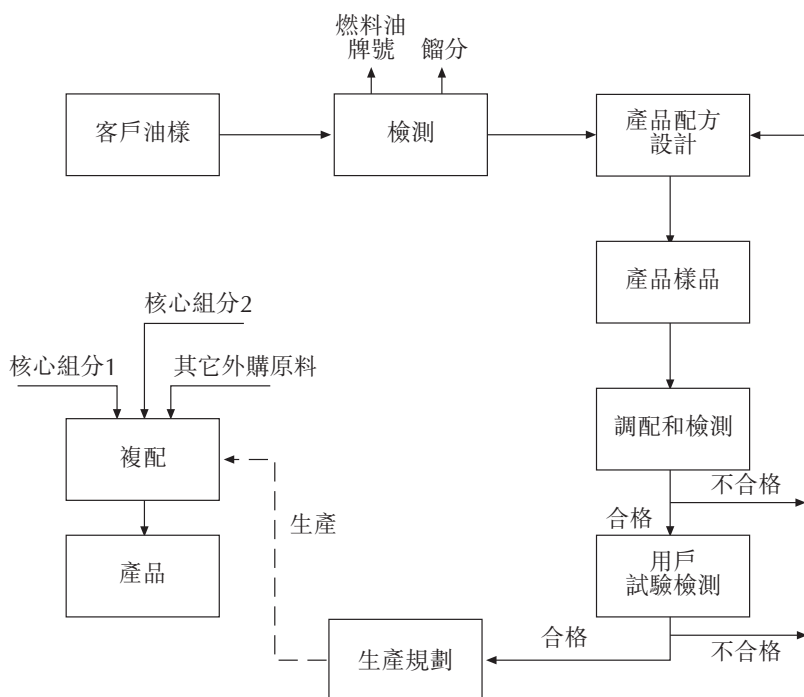 燃料油
牌號
餾分
客戶油樣
檢測
產品配方
設計
產品樣品
核心組分2
核心組分1
其它外購原料
調配和檢測
複配
不合格
合格
生產
產品
用戶
試驗檢測
合格
不合格
生產規劃